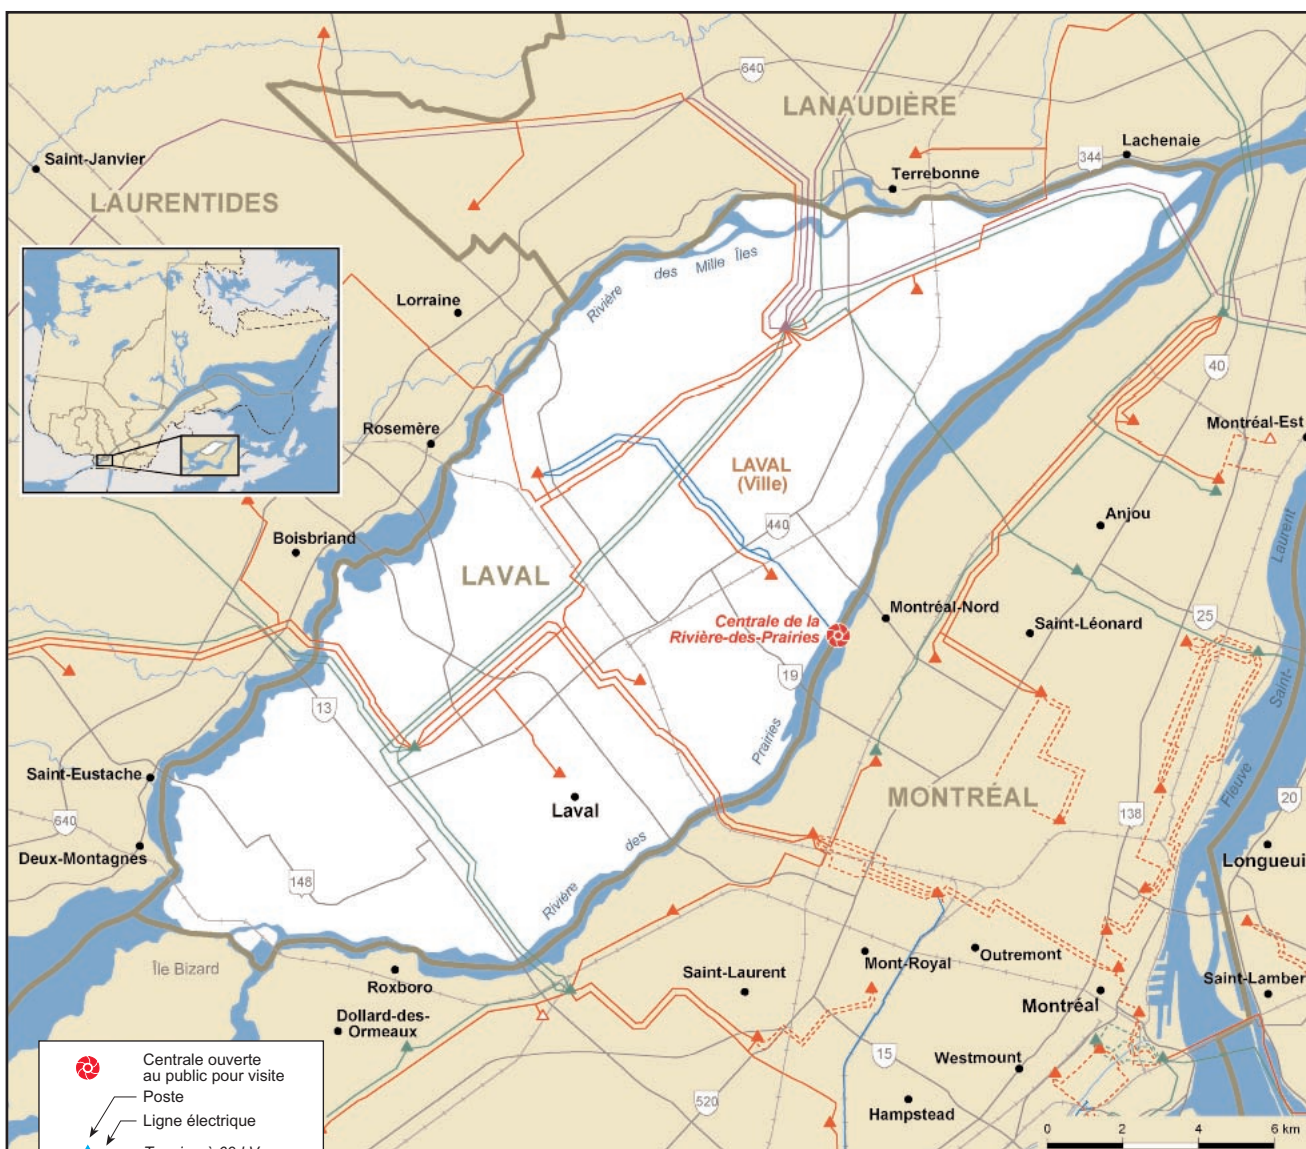 640
LANAUDIÈRE
Lachenaie
344
Saint-Janvier
Terrebonne
LAURENTIDES
des Mille Îles
Rivière
Lorraine
40
Montréal-Est
Rosemère
LAVAL
(Ville)
Anjou
440
Laurent
Boisbriand
LAVAL
Montréal-Nord
Centrale de la
Rivière-des-Prairies
Saint-Léonard
25
19
13
Saint-
Prairies
Saint-Eustache
Laval
MONTRÉAL
Fleuve
20
138
640
Deux-Montagnes
des
Longueui
148
Rivière
Île Bizard
Roxboro
Saint-Laurent
Mont-Royal
Outremont
Saint-Lamber
Montréal
Dollard-des-
Ormeaux
15
Westmount
520
Hampstead
Centrale ouverte
au public pour visite
Poste
Ligne électrique
0 2 4 6 km